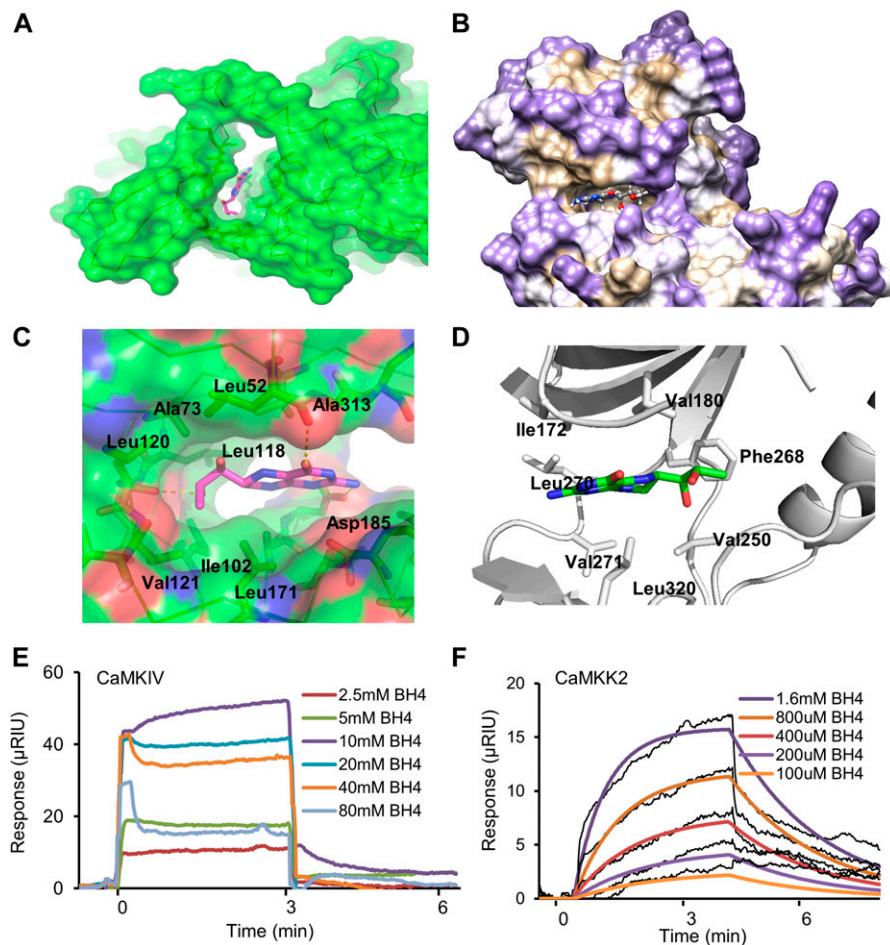 A
B
C
Leu52
Ala73
Ala313
Leu120
Leu118
Asp185
Ile102
Val121
Leu171
D
Val180
Ile172
Phe268
Leu270
Val250
Val271
Leu320
E
CaMKIV
60
40
20
0
Response (µRIU)
2.5mM BH4
5mM BH4
10mM BH4
20mM BH4
40mM BH4
80mM BH4
0
3
6
Time (min)
F
CaMKK2
20
15
10
5
0
Response (µRIU)
1.6mM BH4
800uM BH4
400uM BH4
200uM BH4
100uM BH4
0
3
6
Time (min)